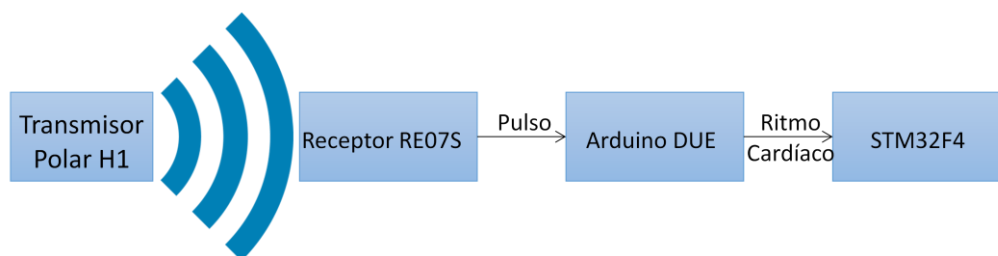 Transmisor
Polar H1
Receptor RE07S
Pulso
Arduino DUE
Ritmo
Cardíaco
STM32F4